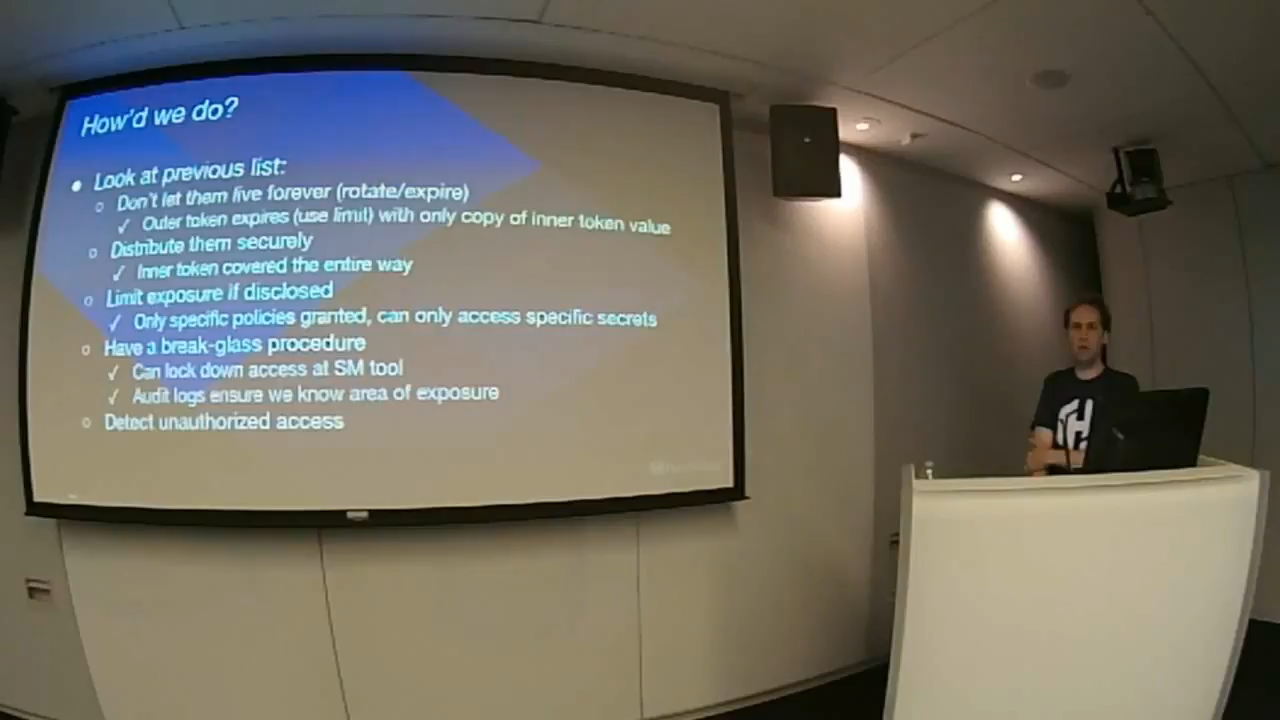 How'd we do?
● Look at previous list:
○ Don't let them live forever (rotate/expire)
✓ Outer token expires (use limit) with only copy of inner token value
○ Distribute them securely
✓ Inner token covered the entire way
○ Limit exposure if disclosed
✓ Only specific policies granted, can only access specific secrets
○ Have a break-glass procedure
✓ Can lock down access at SM tool
✓ Audit logs ensure we know area of exposure
○ Detect unauthorized access